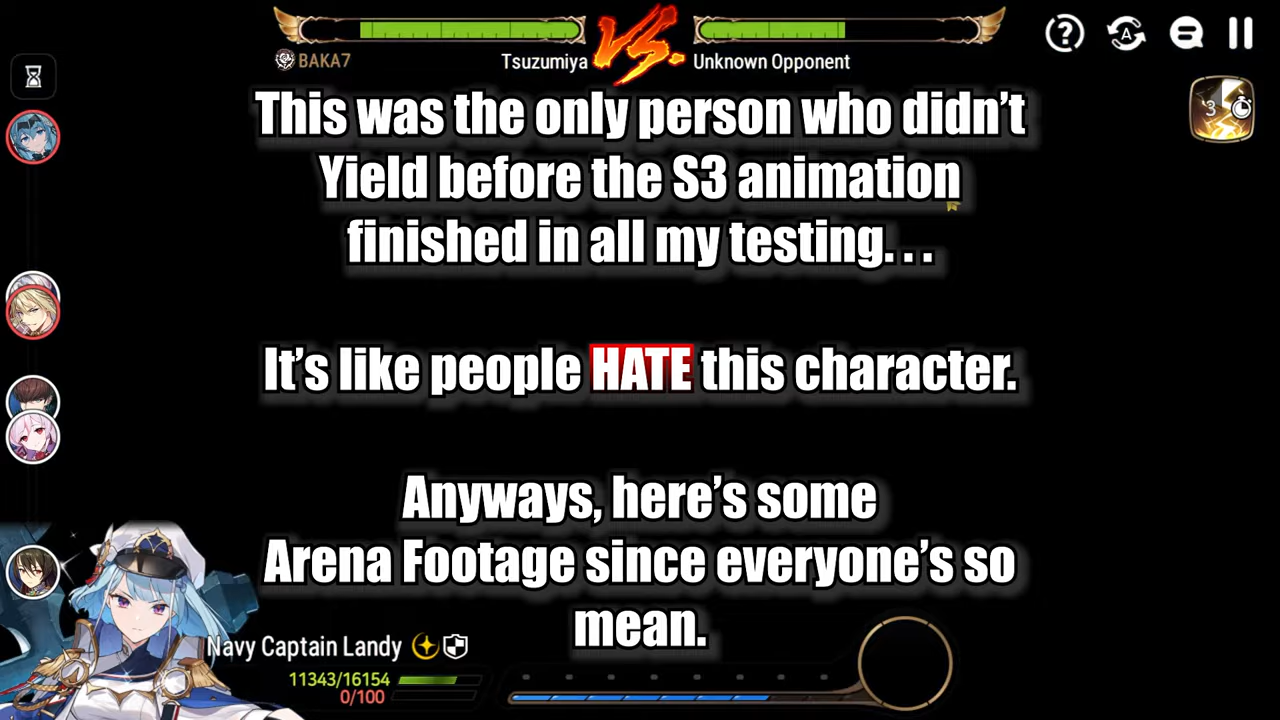 BAKA7
Tsuzumiya
VS.
Unknown Opponent
A
3
This was the only person who didn't
Yield before the S3 animation
finished in all my testing. . .
It's like people HATE this character.
Anyways, here's some
Arena Footage since everyone's so
mean.
Navy Captain Landy
11343/16154
0/100